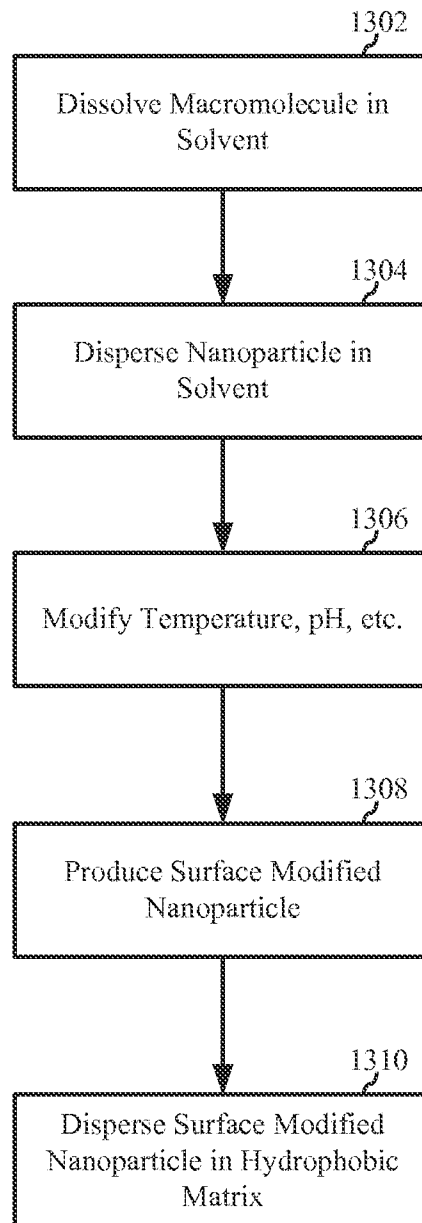 1302
Dissolve Macromolecule in
Solvent
1304
Disperse Nanoparticle in
Solvent
1306
Modify Temperature, pH, etc.
1308
Produce Surface Modified
Nanoparticle
1310
Disperse Surface Modified
Nanoparticle in Hydrophobic
Matrix